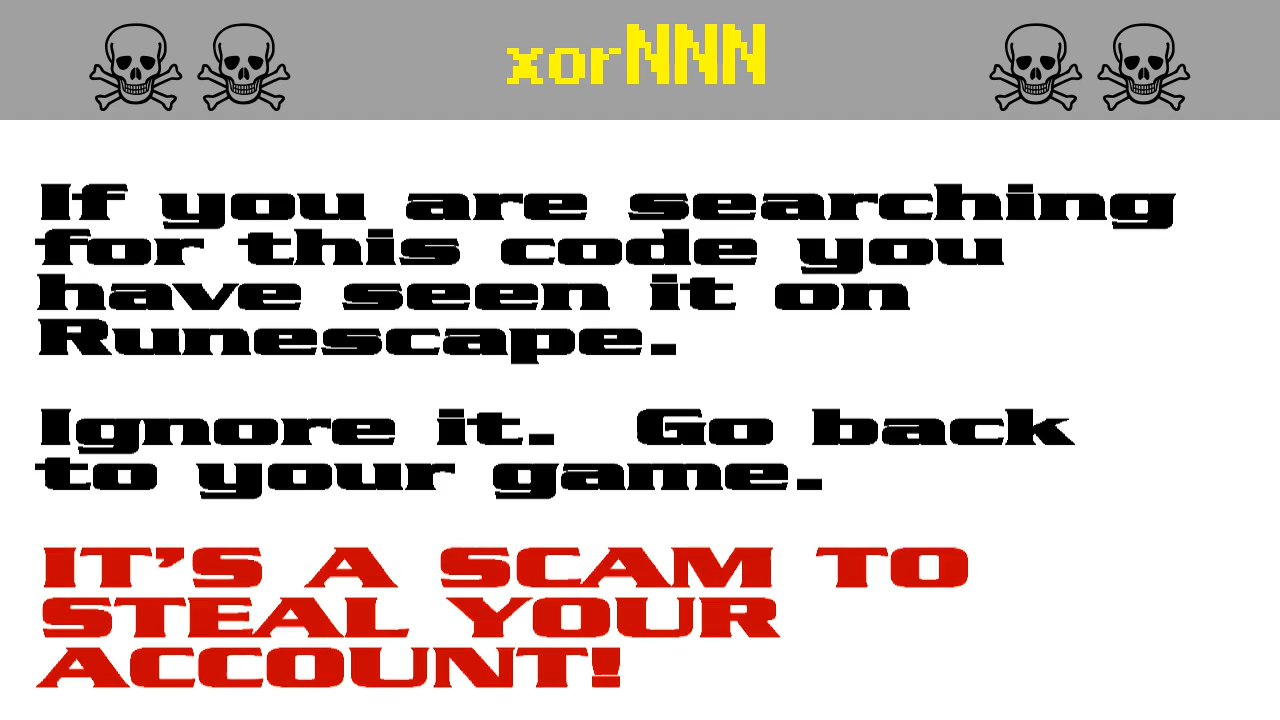 xorNNN
If you are searching
for this code you
have seen it on
Runescape.
Ignore it.  Go back
to your game.
IT'S A SCAM TO
STEAL YOUR
ACCOUNT!